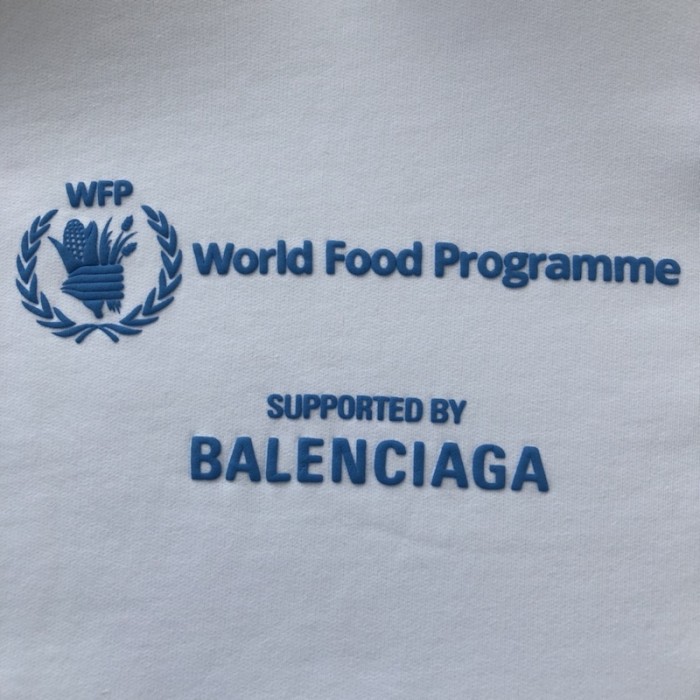 WFP
World Food Programme
SUPPORTED BY
BALENCIAGA